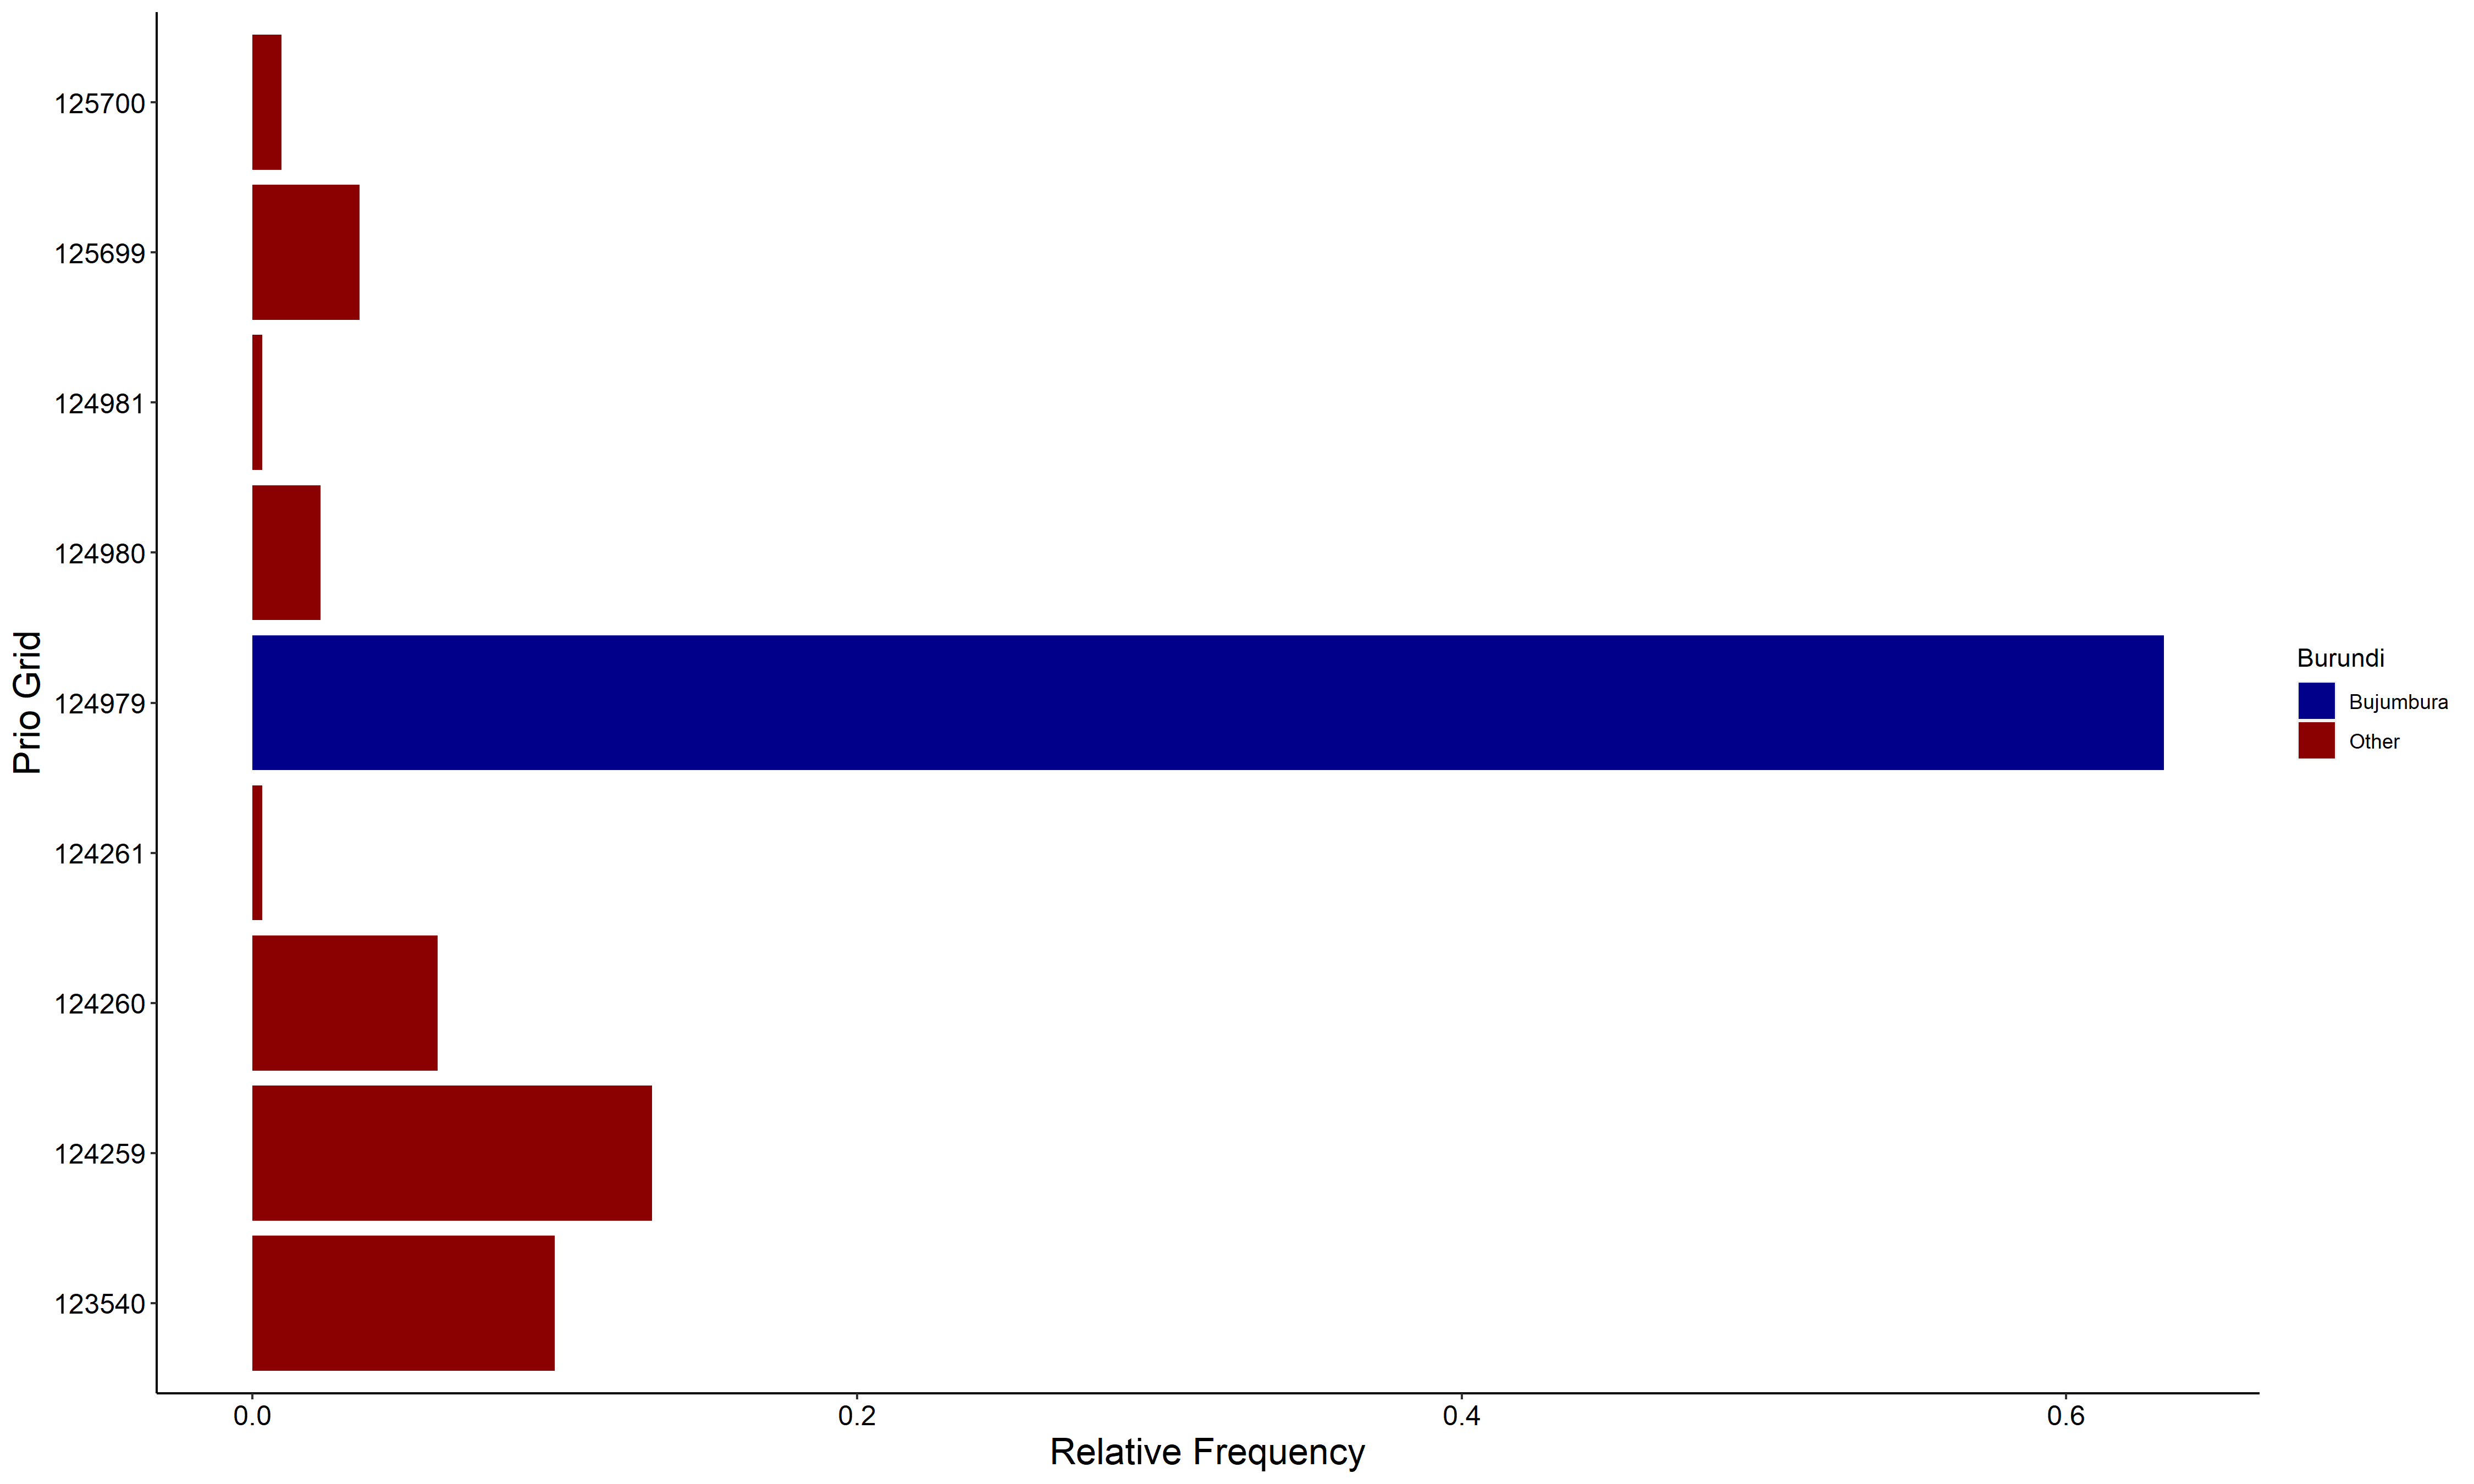 125700
125699
124981
124980
124979
124261
124260
124259
123540
Prio Grid
0.0 0.2 0.4 0.6
Relative Frequency
Burundi
Bujumbura
Other